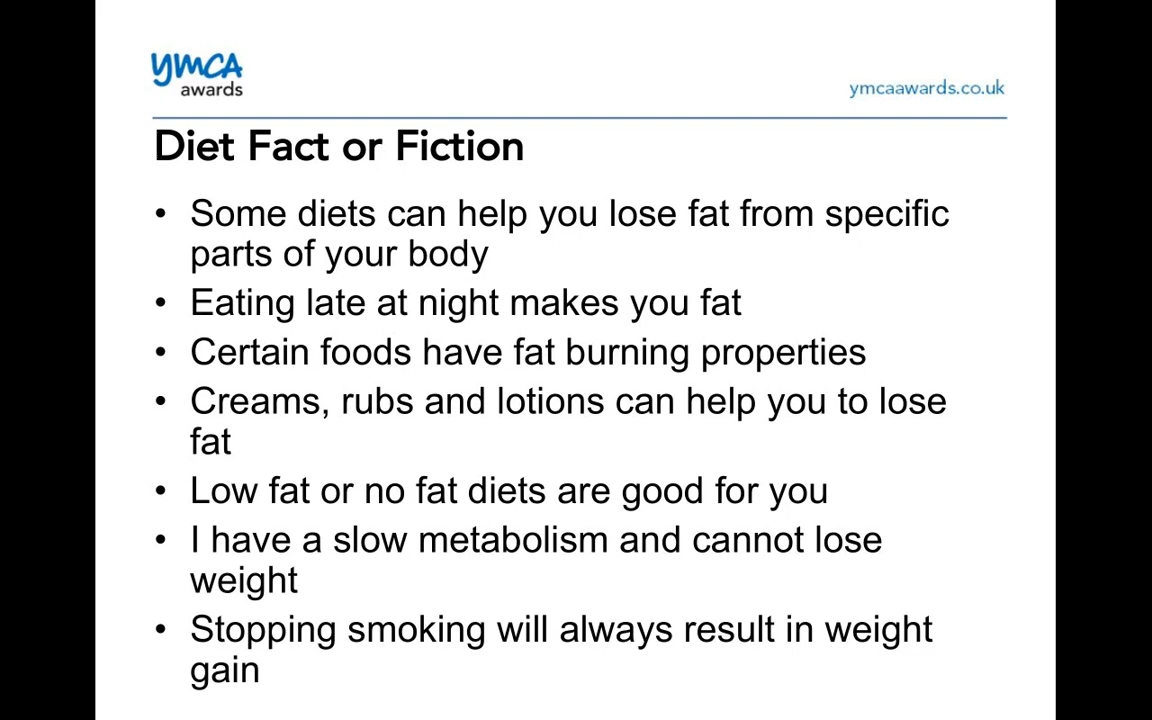 ymca
awards
ymcaawards.co.uk
Diet Fact or Fiction
• Some diets can help you lose fat from specific
parts of your body
• Eating late at night makes you fat
• Certain foods have fat burning properties
• Creams, rubs and lotions can help you to lose
fat
• Low fat or no fat diets are good for you
• I have a slow metabolism and cannot lose
weight
• Stopping smoking will always result in weight
gain